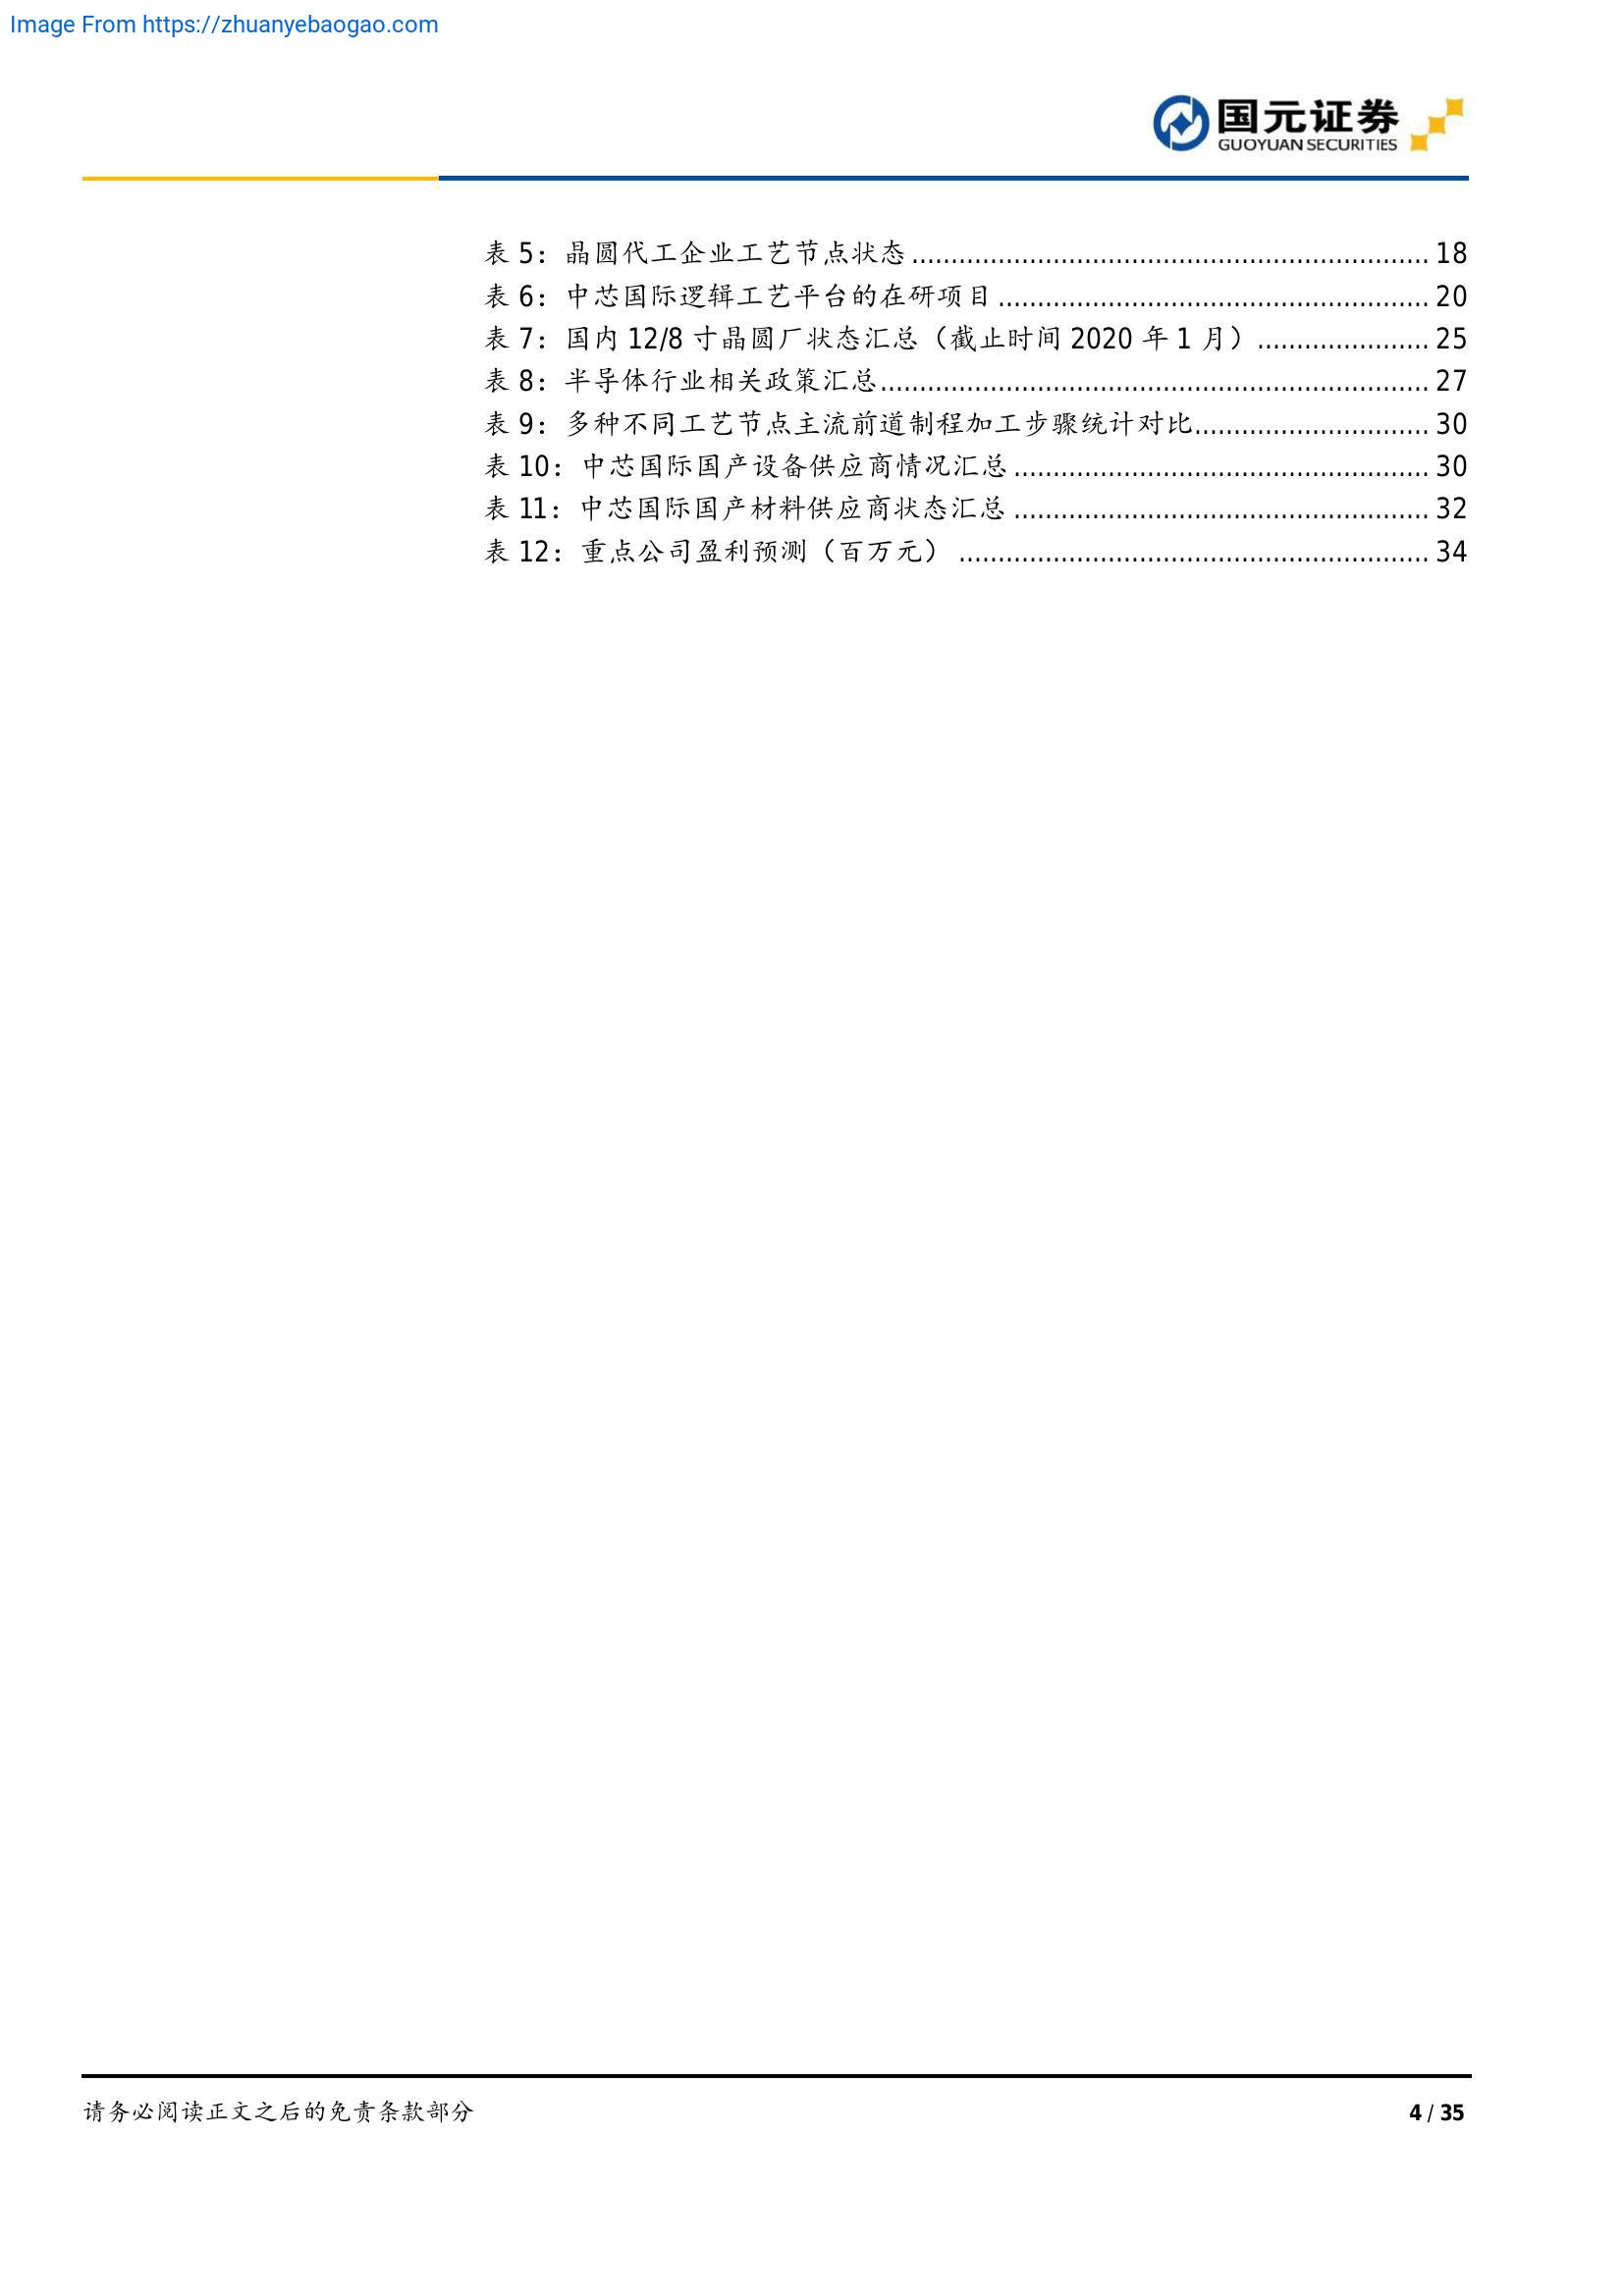 Image From https://zhuanyebaogao.com
国元证券
GUOYUAN SECURITIES
表 5：晶圆代工企业工艺节点状态.................................................................. 18
表 6：中芯国际逻辑工艺平台的在研项目....................................................... 20
表 7：国内 12/8 寸晶圆厂状态汇总（截止时间 2020 年 1 月）...................... 25
表 8：半导体行业相关政策汇总...................................................................... 27
表 9：多种不同工艺节点主流前道制程加工步骤统计对比.............................. 30
表 10：中芯国际国产设备供应商情况汇总..................................................... 30
表 11：中芯国际国产材料供应商状态汇总..................................................... 32
表 12：重点公司盈利预测（百万元）............................................................ 34
请务必阅读正文之后的免责条款部分
4 / 35